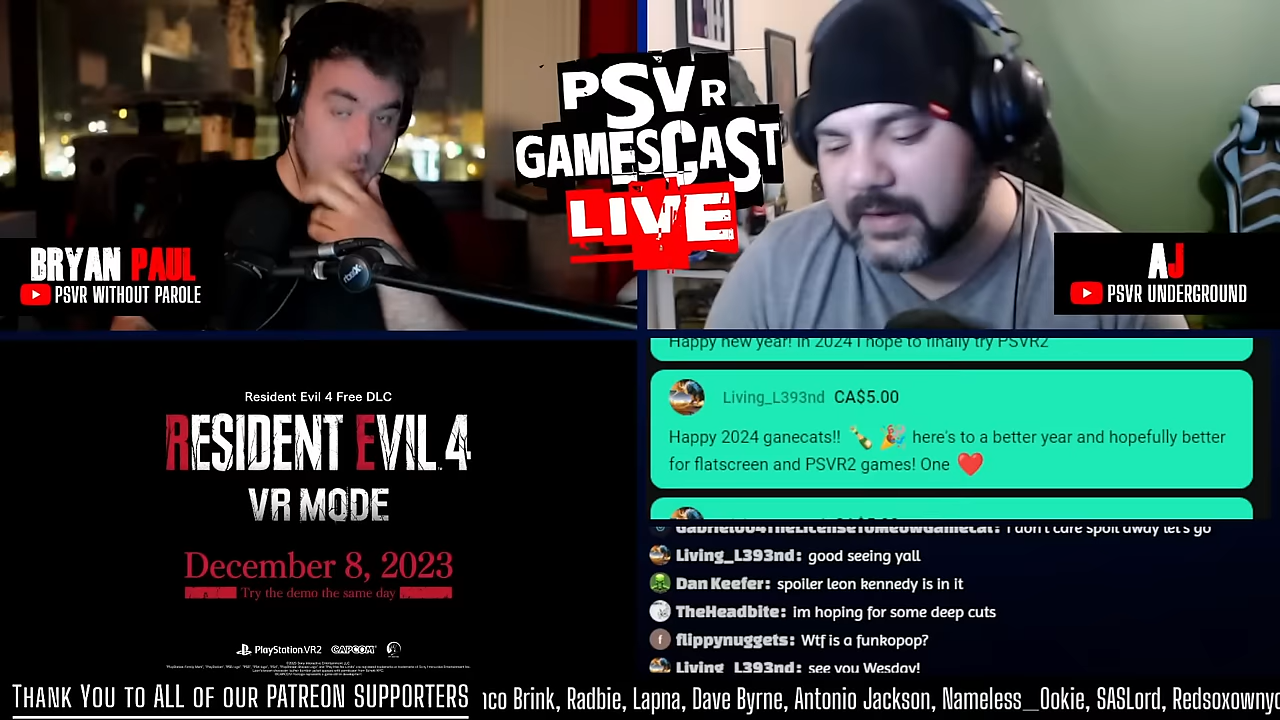 PSVR
GAMESCAST
LIVE
BRYAN PAUL
PSVR WITHOUT PAROLE
AJ
PSVR UNDERGROUND
Resident Evil 4 Free DLC
RESIDENT EVIL 4
VR MODE
December 8, 2023
Try the demo the same day
PlayStation VR2 CAPCOM
Happy new year! In 2024 I hope to finally try PSVR2
Living_L393nd CA$5.00
Happy 2024 ganecats!! 🍾 🎉 here's to a better year and hopefully better
for flatscreen and PSVR2 games! One ❤️
Gabriel004TheLicenseToMeowGamecat: I don't care spoil away let's go
Living_L393nd: good seeing yall
Dan Keefer: spoiler leon kennedy is in it
TheHeadbite: im hoping for some deep cuts
flippynuggets: Wtf is a funkopop?
Living_L393nd: see you Wesday!
THANK YOU TO ALL OF OUR PATREON SUPPORTERS
Brink, Radbie, Lapna, Dave Byrne, Antonio Jackson, Nameless_Ookie, SASLord, Redsoxowny